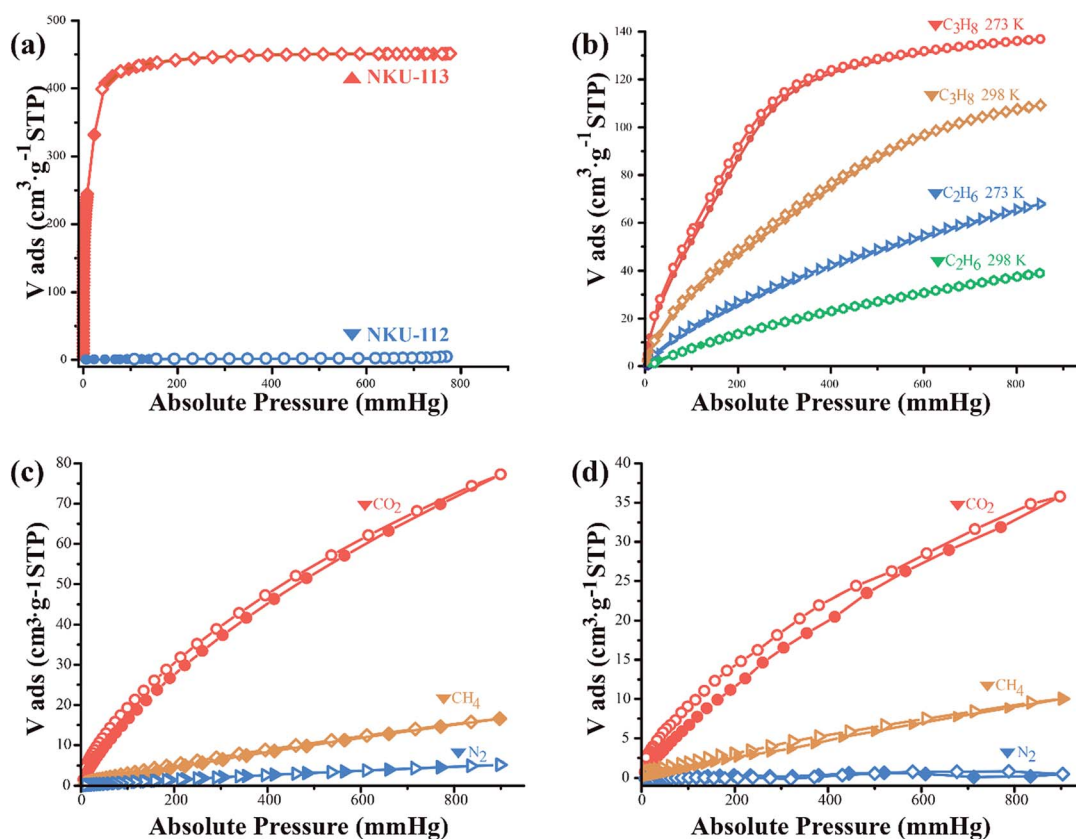 (a)
500
400
300
200
100
0
V ads (cm³·g⁻¹STP)
▲ NKU-113
▼ NKU-112
0 200 400 600 800
Absolute Pressure (mmHg)
(b)
140
120
100
80
60
40
20
0
V ads (cm³·g⁻¹STP)
▼C₃H₈ 273 K
▼C₃H₈ 298 K
▼C₂H₆ 273 K
▼C₂H₆ 298 K
0 200 400 600 800
Absolute Pressure (mmHg)
(c)
80
70
60
50
40
30
20
10
0
V ads (cm³·g-1STP)
▼CO₂
▼CH₄
▼N₂
0 200 400 600 800
Absolute Pressure (mmHg)
(d)
40
35
30
25
20
15
10
5
0
V ads (cm³·g-1STP)
▼CO₂
▼CH₄
▼N₂
0 200 400 600 800
Absolute Pressure (mmHg)